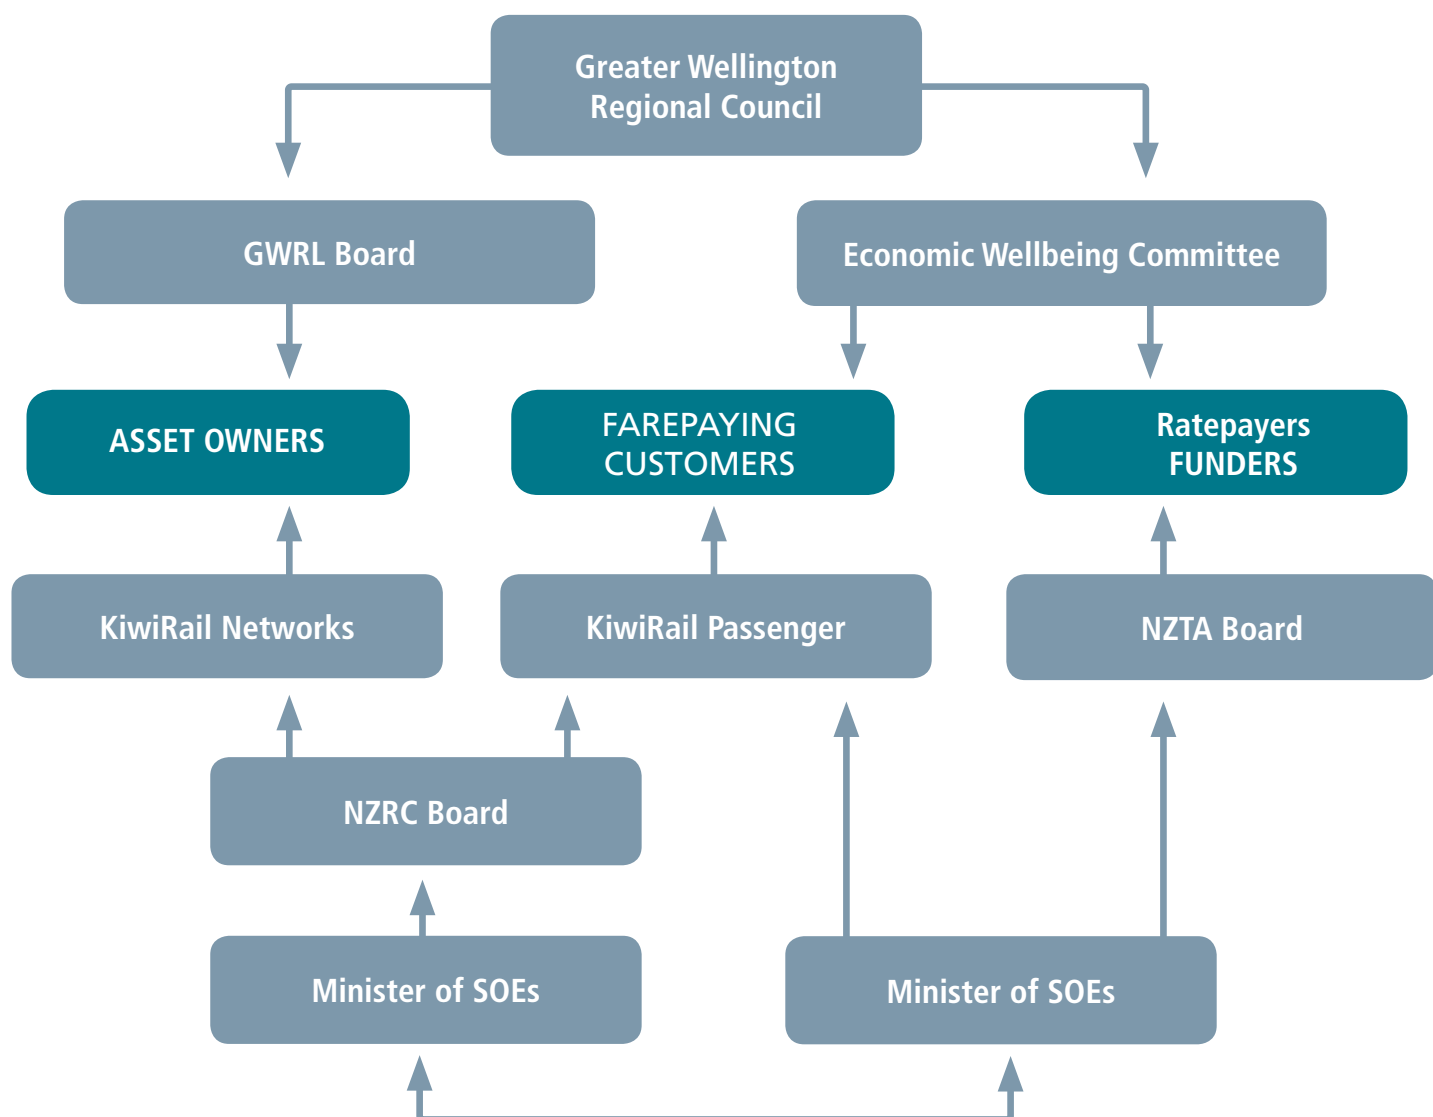 Greater Wellington
Regional Council
GWRL Board
Economic Wellbeing Committee
ASSET OWNERS
FAREPAYING
CUSTOMERS
Ratepayers
FUNDERS
KiwiRail Networks
KiwiRail Passenger
NZTA Board
NZRC Board
Minister of SOEs
Minister of SOEs